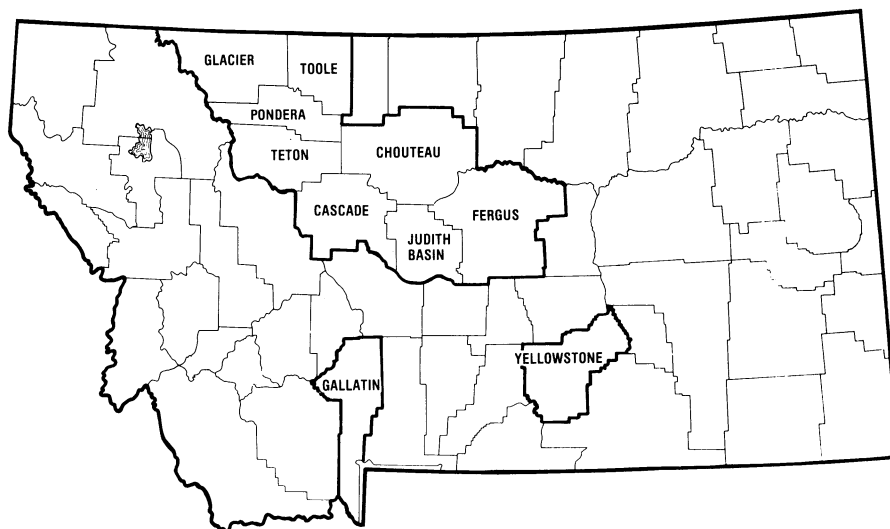 GLACIER
TOOLE
PONDERA
TETON
CHOUTEAU
CASCADE
JUDITH
BASIN
FERGUS
YELLOWSTONE
GALLATIN